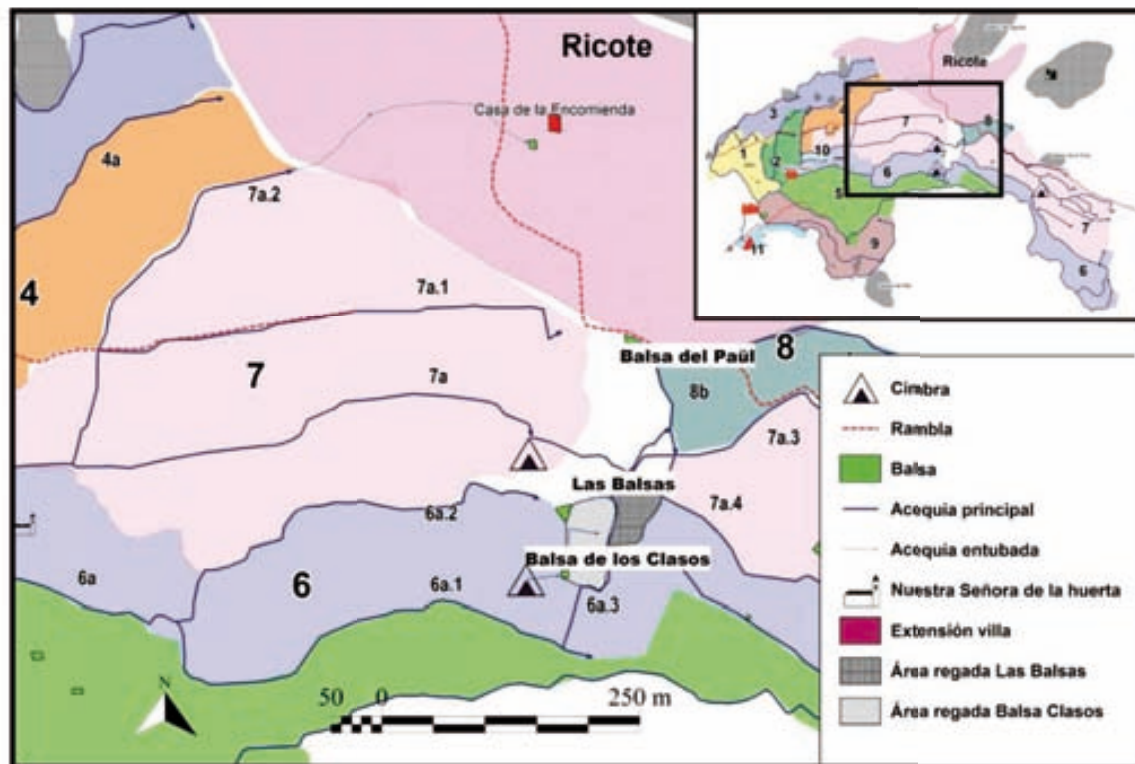 Ricote
Casa de la Encomienda
4a
7a.2
4
7a.1
7
7a
Balsa del Paül
8
8b
7a.3
Las Balsas
7a.4
6a.2
Balsa de los Clasos
6a
6
6a.1
6a.3
N
50 0 250 m
Ricote
3
7
8
1
2
10
6
5
9
11
7
6
Cimbra
Rambla
Balsa
Acequia principal
Acequia entubada
Nuestra Señora de la huerta
Extensión villa
Área regada Las Balsas
Área regada Balsa Clasos